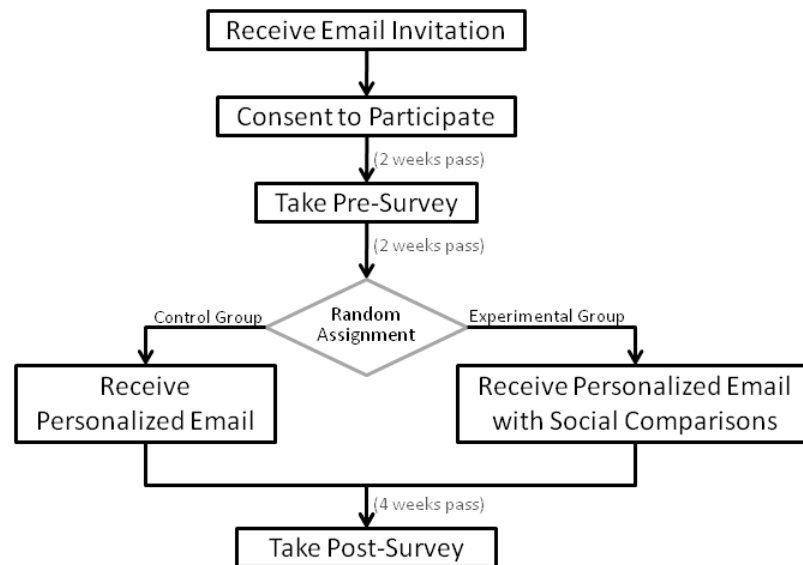 Receive Email Invitation
Consent to Participate
(2 weeks pass)
Take Pre-Survey
(2 weeks pass)
Control Group
Random
Assignment
Experimental Group
Receive
Personalized Email
Receive Personalized Email
with Social Comparisons
(4 weeks pass)
Take Post-Survey